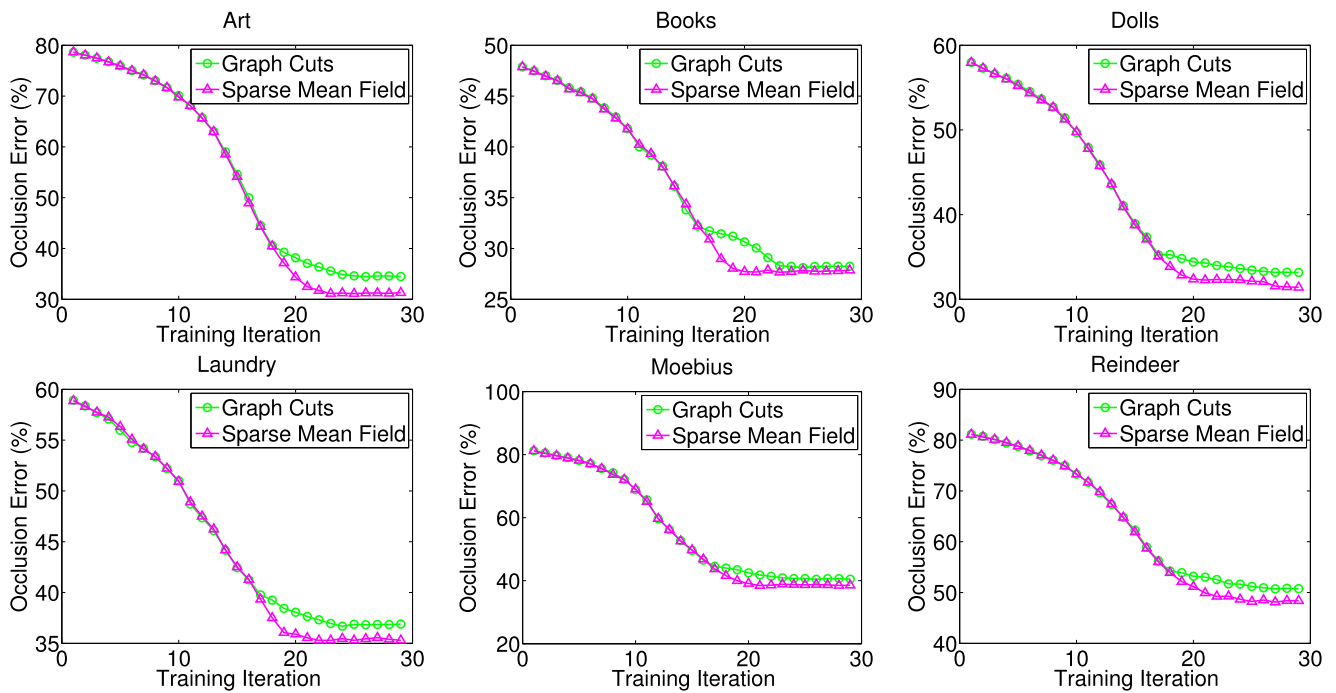 Art
80
70
60
50
40
30
0
10
20
30
Occlusion Error (%)
Training Iteration
Graph Cuts
Sparse Mean Field
Books
50
45
40
35
30
25
0
10
20
30
Occlusion Error (%)
Training Iteration
Graph Cuts
Sparse Mean Field
Dolls
60
50
40
30
0
10
20
30
Occlusion Error (%)
Training Iteration
Graph Cuts
Sparse Mean Field
Laundry
60
55
50
45
40
35
0
10
20
30
Occlusion Error (%)
Training Iteration
Graph Cuts
Sparse Mean Field
Moebius
100
80
60
40
20
0
10
20
30
Occlusion Error (%)
Training Iteration
Graph Cuts
Sparse Mean Field
Reindeer
90
80
70
60
50
40
0
10
20
30
Occlusion Error (%)
Training Iteration
Graph Cuts
Sparse Mean Field